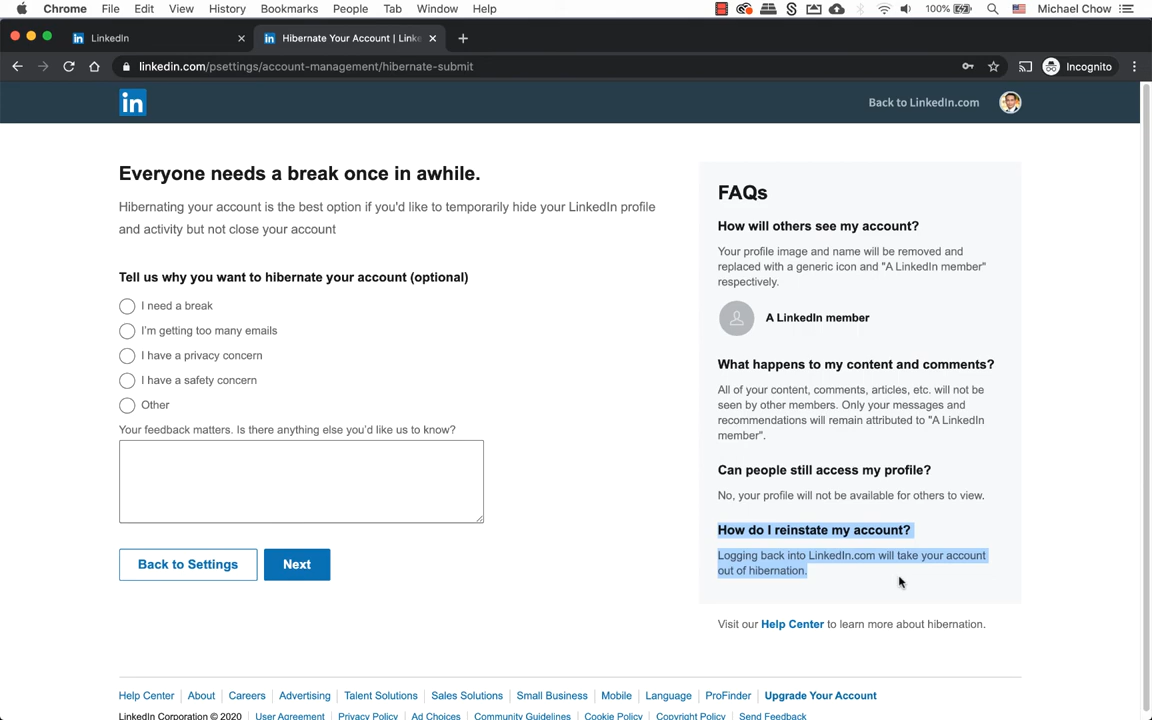 Chrome File Edit View History Bookmarks People Tab Window Help 100% Michael Chow
LinkedIn
Hibernate Your Account | Linke
linkedin.com/psettings/account-management/hibernate-submit
Incognito
in
Back to LinkedIn.com
Everyone needs a break once in awhile.
Hibernating your account is the best option if you'd like to temporarily hide your LinkedIn profile
and activity but not close your account
Tell us why you want to hibernate your account (optional)
I need a break
I'm getting too many emails
I have a privacy concern
I have a safety concern
Other
Your feedback matters. Is there anything else you'd like us to know?
Back to Settings
Next
FAQs
How will others see my account?
Your profile image and name will be removed and
replaced with a generic icon and "A LinkedIn member"
respectively.
A LinkedIn member
What happens to my content and comments?
All of your content, comments, articles, etc. will not be
seen by other members. Only your messages and
recommendations will remain attributed to "A LinkedIn
member".
Can people still access my profile?
No, your profile will not be available for others to view.
How do I reinstate my account?
Logging back into LinkedIn.com will take your account
out of hibernation.
Visit our Help Center to learn more about hibernation.
Help Center About Careers Advertising Talent Solutions Sales Solutions Small Business Mobile Language ProFinder Upgrade Your Account
LinkedIn Corporation © 2020 User Agreement Privacy Policy Ad Choices Community Guidelines Cookie Policy Copyright Policy Send Feedback